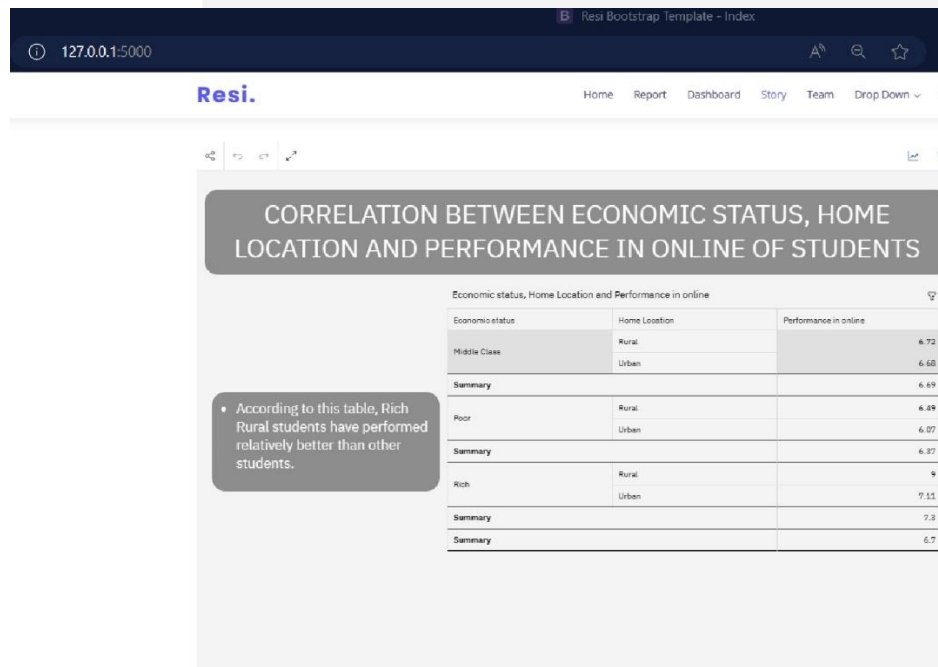 B Resi Bootstrap Template - Index
127.0.0.1:5000
Resi.
Home Report Dashboard Story Team Drop Down
CORRELATION BETWEEN ECONOMIC STATUS, HOME
LOCATION AND PERFORMANCE IN ONLINE OF STUDENTS
Economic status, Home Location and Performance in online
Economic status Home Location Performance in online
Middle Class Rural 6.72
Urban 6.68
Summary 6.69
Poor Rural 6.49
Urban 6.07
Summary 6.37
Rich Rural 9
Urban 7.11
Summary 7.3
Summary 6.7
• According to this table, Rich
Rural students have performed
relatively better than other
students.